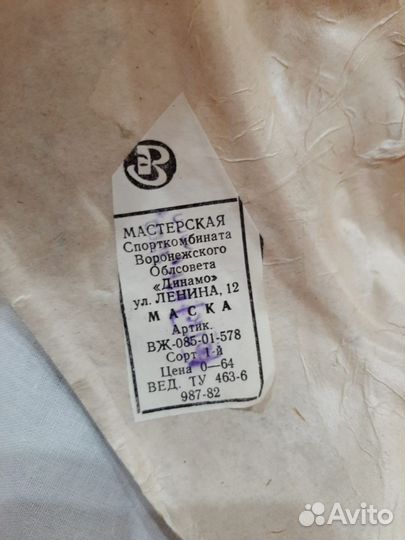 В
МАСТЕРСКАЯ
Спорткомбината
Воронежского
Облсовета
«Динамо»
ул. ЛЕНИНА, 12
МАСКА
Артик.
ВЖ-085-01-578
Сорт 1-й
Цена 0—64
ВЕД. ТУ 463-6
987-82
Avito